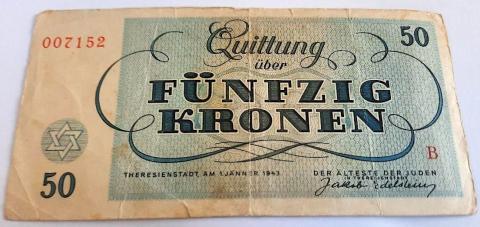 007152
Quittung
50
über
FÜNFZIG
KRONEN
B
THERESIENSTADT, AM 1. JÄNNER 1943
DER ÄLTESTE DER JUDEN
IN THERESIENSTADT
50
Jakob Edelstein